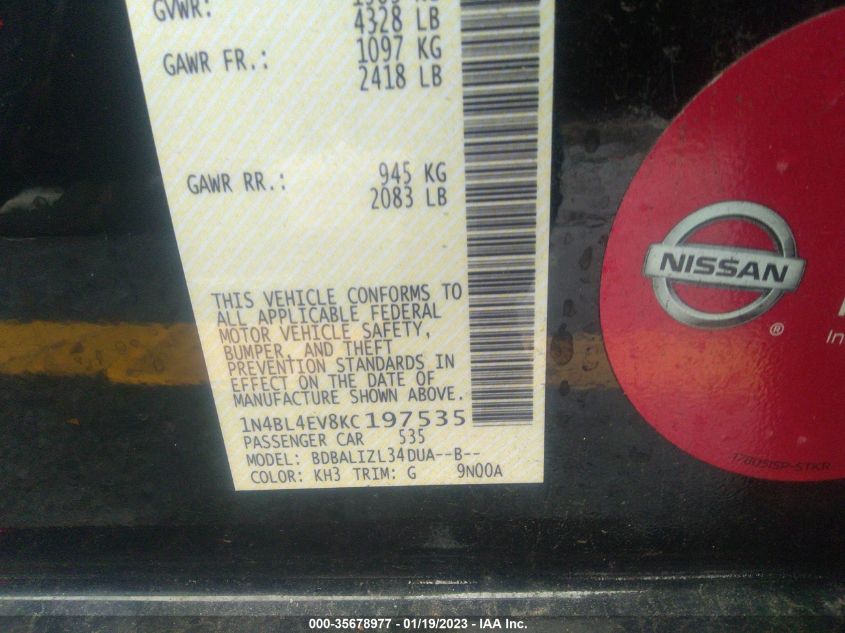 GVWR:
4328 LB
GAWR FR.: 1097 KG
2418 LB
GAWR RR.: 945 KG
2083 LB
THIS VEHICLE CONFORMS TO
ALL APPLICABLE FEDERAL
MOTOR VEHICLE SAFETY,
BUMPER, AND THEFT
PREVENTION STANDARDS IN
EFFECT ON THE DATE OF
MANUFACTURE SHOWN ABOVE.
1N4BL4EV8KC197535
PASSENGER CAR 535
MODEL: BDBALIZL34DUA--B--
COLOR: KH3 TRIM: G 9N00A
NISSAN
®
17805ISP-STKR
000-35678977 - 01/19/2023 - IAA Inc.